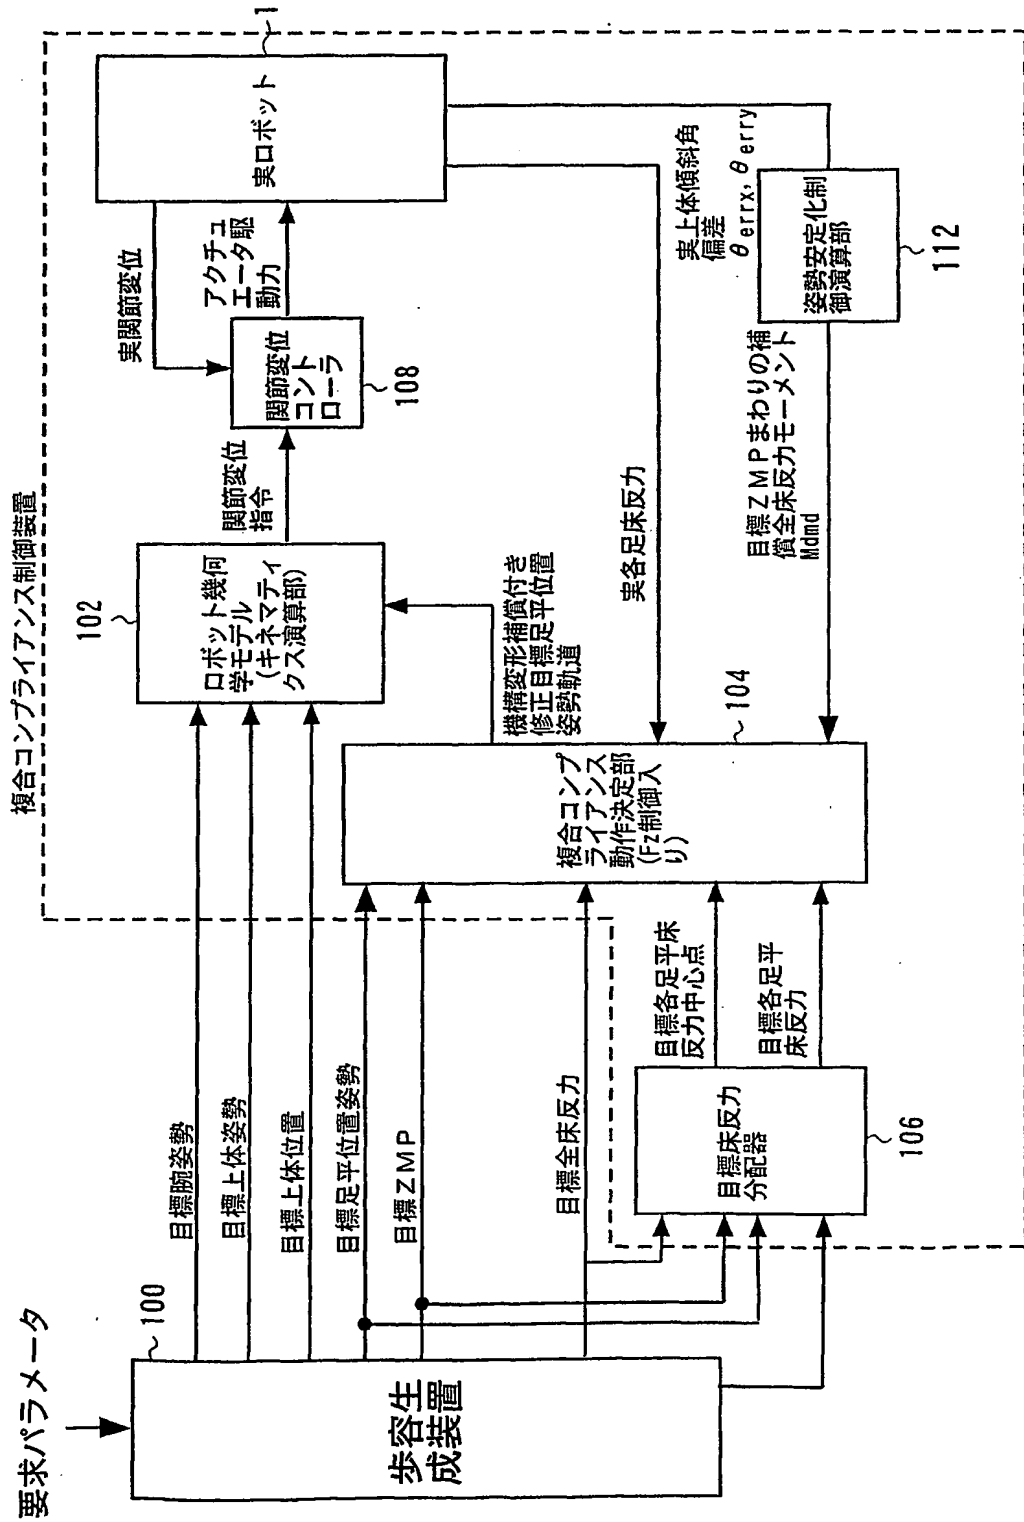 要求パラメータ
100
歩容生
成装置
目標腕姿勢
目標上体姿勢
目標上体位置
目標足平位置姿勢
目標ZMP
目標全床反力
目標床反力
分配器
106
目標各足平床
反力中心点
目標各足平
床反力
複合コンプライアンス制御装置
102
ロボット幾何
学モデル
(キネマティ
クス演算部)
複合コンプ
ライアンス
動作決定部
(Fz制御入
り)
104
機構変形補償付き
修正目標足平位置
姿勢軌道
関節変位
指令
関節変位
コント
ローラ
108
実関節変位
アクチュ
エータ駆
動力
実ロボット
1
実各足床反力
実上体傾斜角
偏差
θerrx, θerry
姿勢安定化制
御演算部
112
目標ZMPまわりの補
償全床反力モーメント
Mdmd